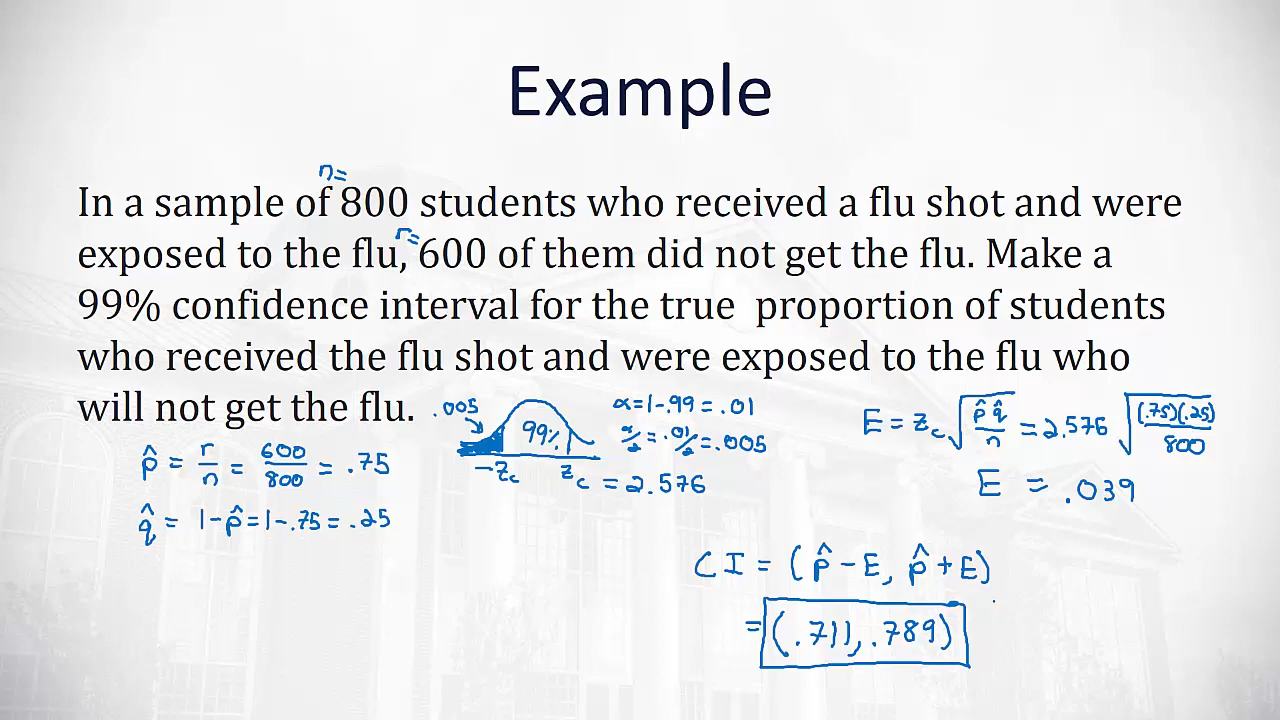 Example
n=
In a sample of 800 students who received a flu shot and were
r=
exposed to the flu, 600 of them did not get the flu. Make a
99% confidence interval for the true proportion of students
who received the flu shot and were exposed to the flu who
will not get the flu.
p̂ = r/n = 600/800 = .75
q̂ = 1-p̂ = 1-.75 = .25
.005
99%
-zc
zc = 2.576
α = 1-.99 = .01
α/2 = .01/2 = .005
E = zc √(p̂ q̂/n) = 2.576 √((.75)(.25)/800)
E = .039
CI = (p̂ - E, p̂ + E)
= (.711, .789)